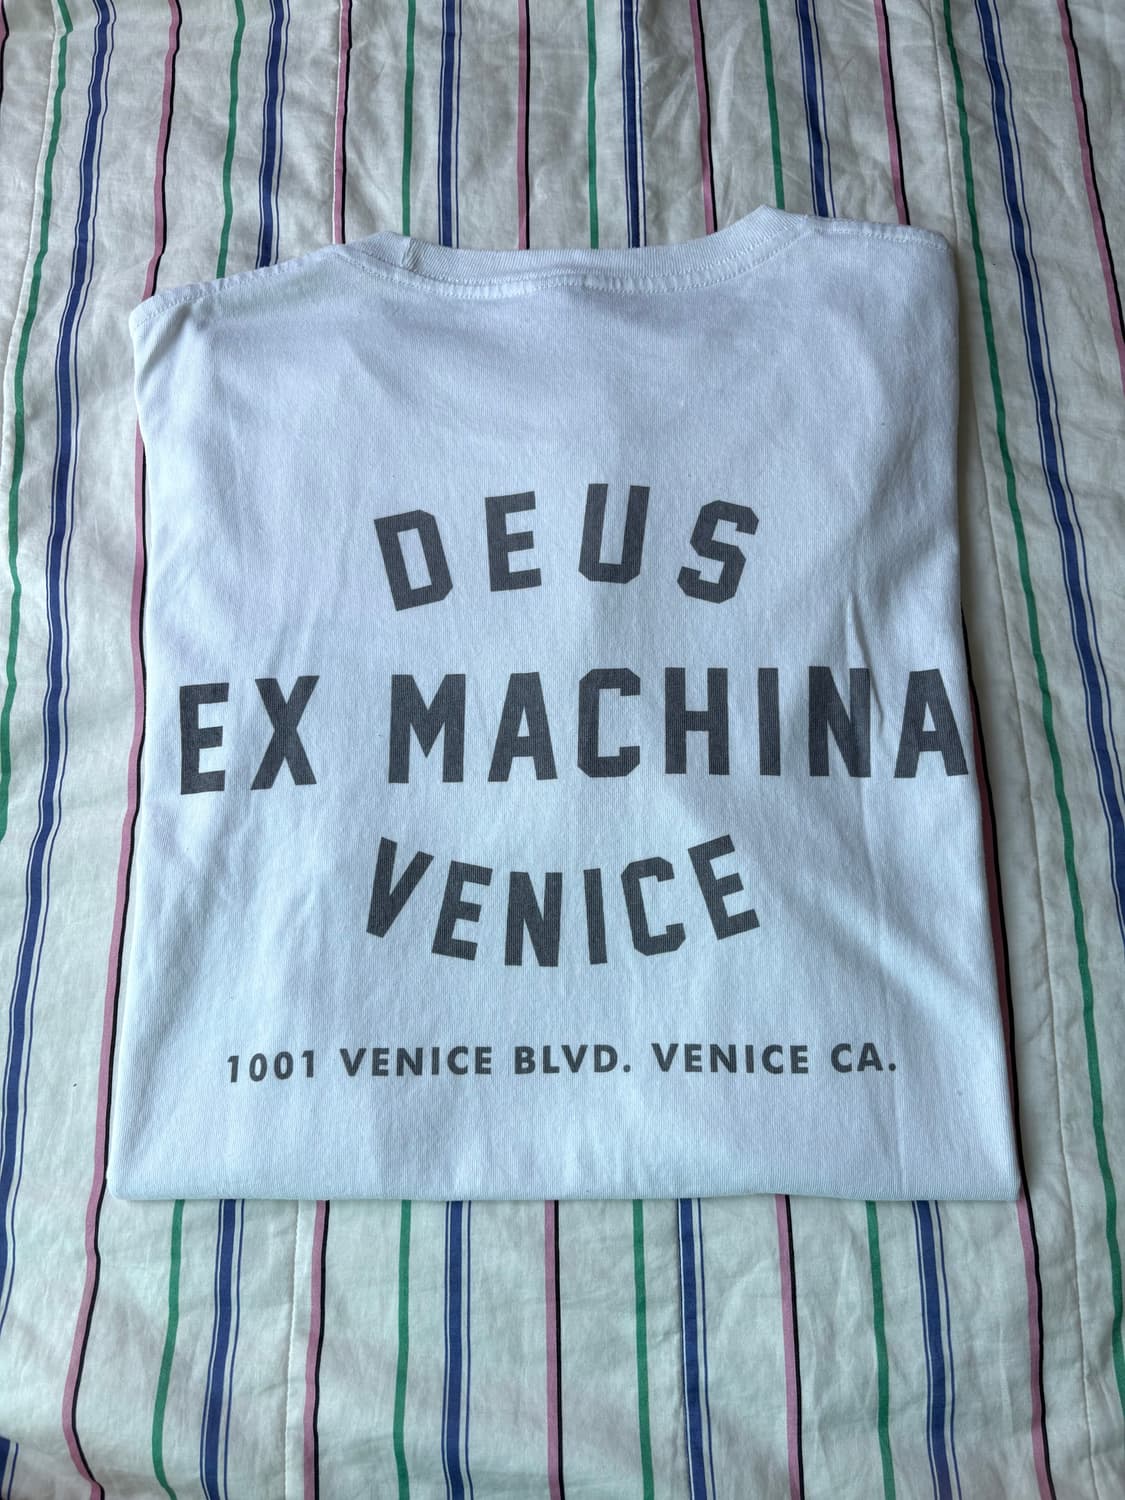 DEUS
EX MACHINA
VENICE
1001 VENICE BLVD. VENICE CA.